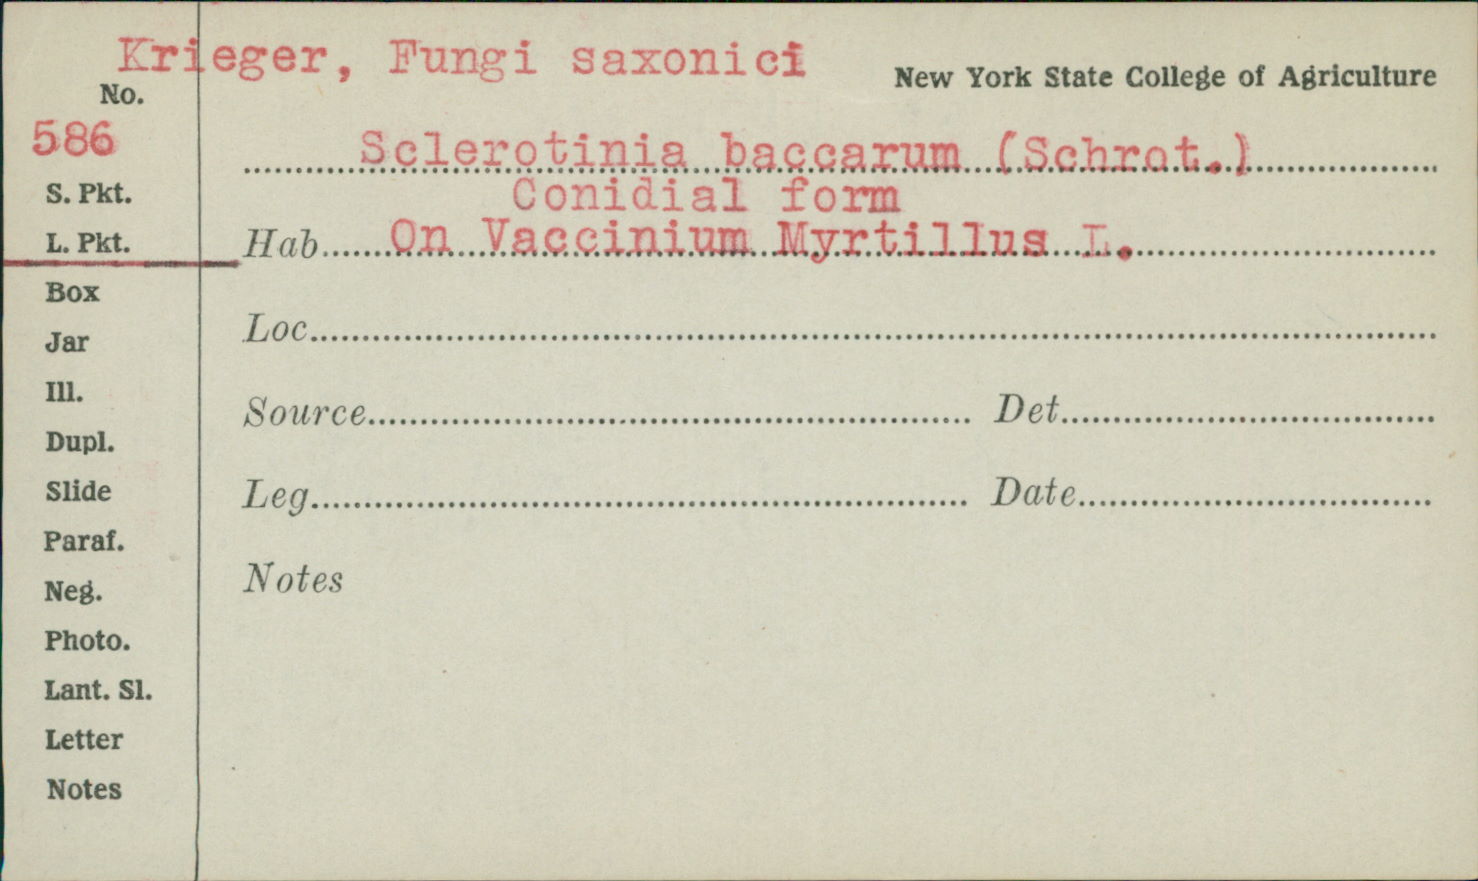 Krieger, Fungi saxonici
New York State College of Agriculture
No.
586
Sclerotinia baccarum (Schrot.)
Conidial form
S. Pkt.
L. Pkt.
Hab. On Vaccinium Myrtillus L.
Box
Loc.
Jar
Ill.
Source Det.
Dupl.
Slide
Leg. Date
Paraf.
Notes
Neg.
Photo.
Lant. Sl.
Letter
Notes